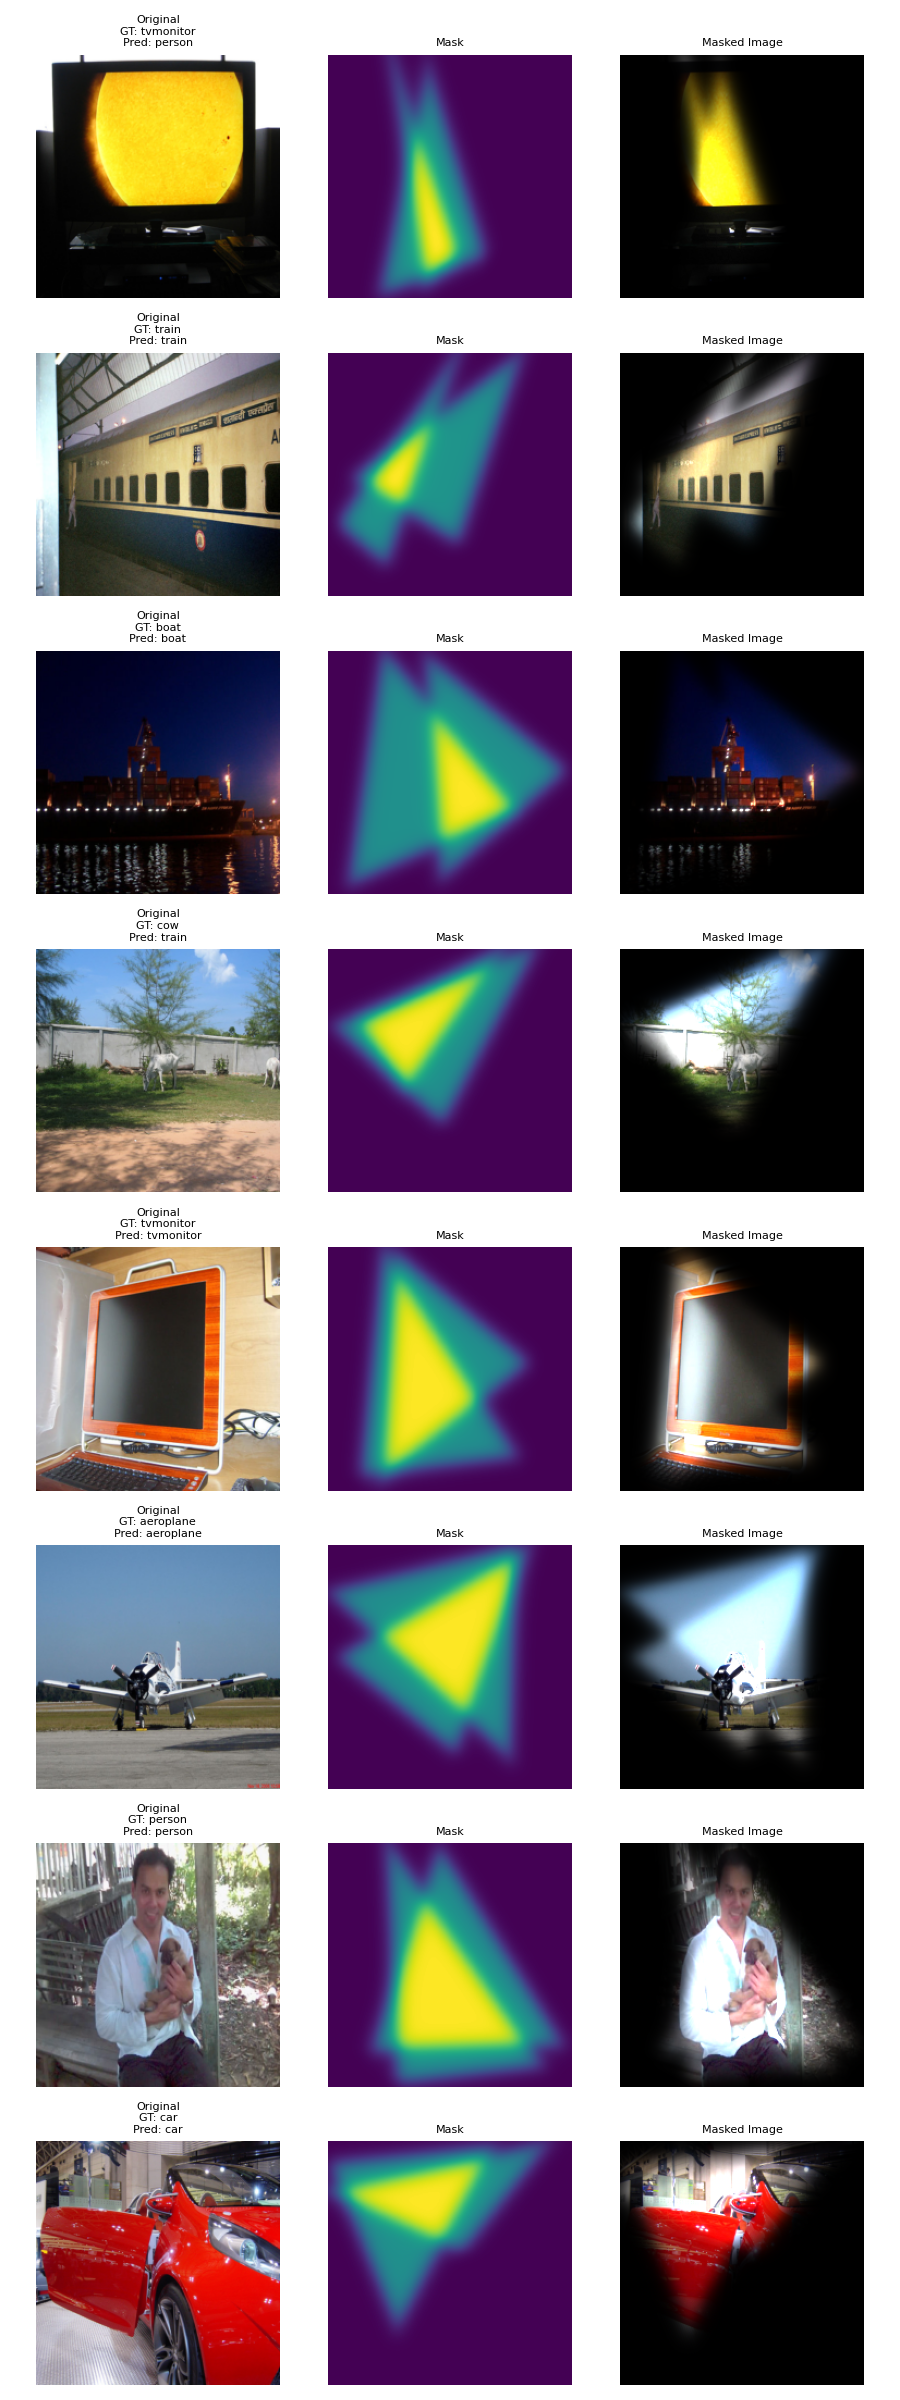 Original
GT: tvmonitor
Pred: person
Mask
Masked Image
Original
GT: train
Pred: train
Mask
Masked Image
Original
GT: boat
Pred: boat
Mask
Masked Image
Original
GT: cow
Pred: train
Mask
Masked Image
Original
GT: tvmonitor
Pred: tvmonitor
Mask
Masked Image
Original
GT: aeroplane
Pred: aeroplane
Mask
Masked Image
Original
GT: person
Pred: person
Mask
Masked Image
Original
GT: car
Pred: car
Mask
Masked Image